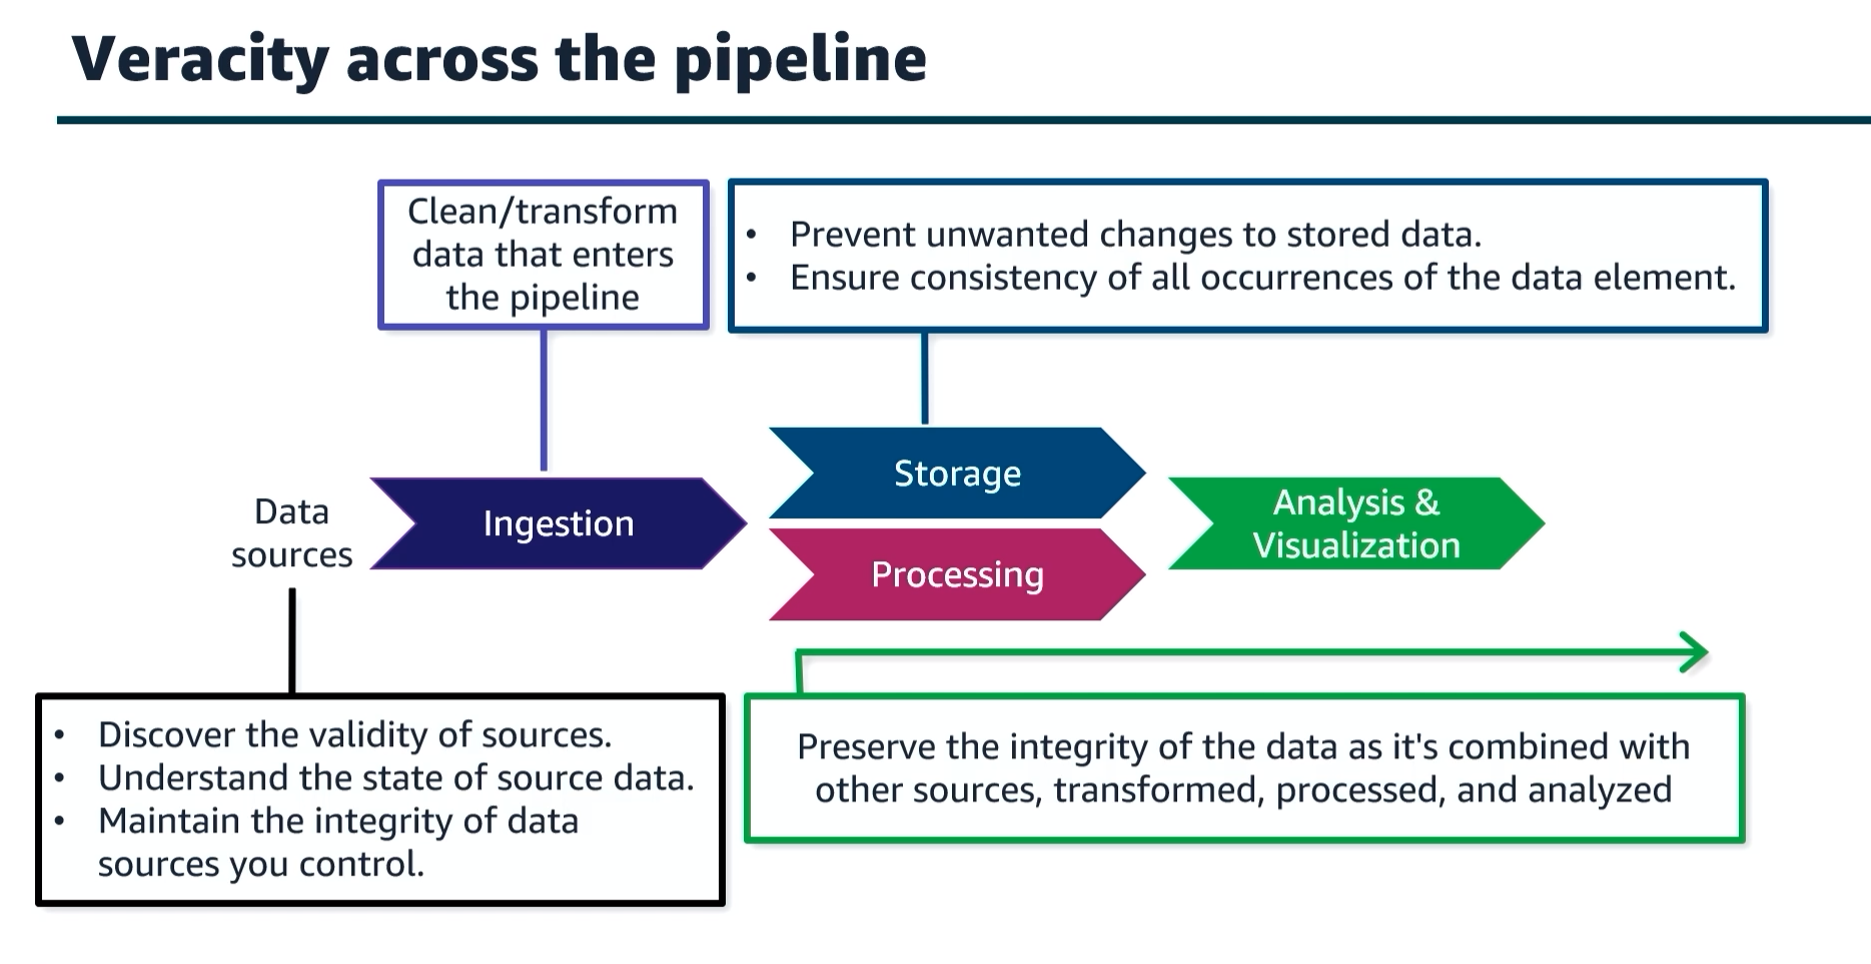 Veracity across the pipeline
Clean/transform
data that enters
the pipeline
• Prevent unwanted changes to stored data.
• Ensure consistency of all occurrences of the data element.
Data
sources
Ingestion
Storage
Processing
Analysis &
Visualization
• Discover the validity of sources.
• Understand the state of source data.
• Maintain the integrity of data
sources you control.
Preserve the integrity of the data as it's combined with
other sources, transformed, processed, and analyzed